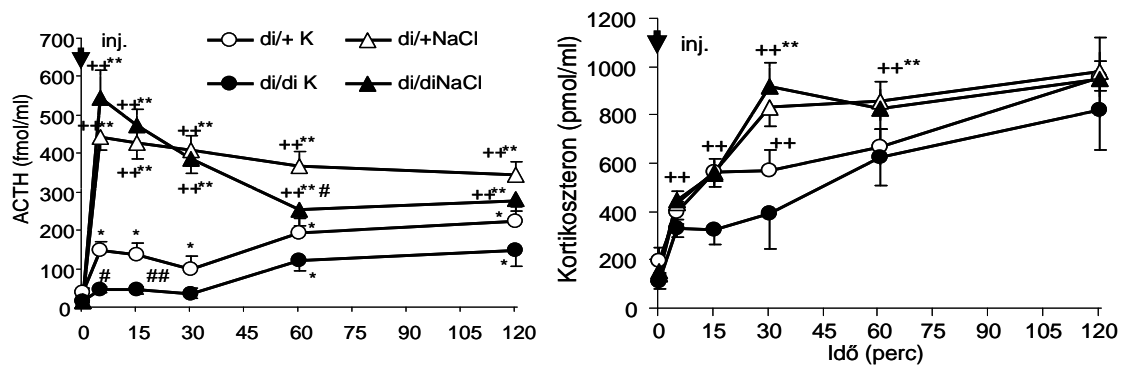 ACTH (fmol/ml)
700
600
500
400
300
200
100
0
0 15 30 45 60 75 90 105 120
inj.
di/+ K
di/+NaCl
di/di K
di/diNaCl
++**
++**
++**
++**
++**
++**
++**
++**# 
++**
++**
* * * * *
# ##
* *
Kortikoszteron (pmol/ml)
1200
1000
800
600
400
200
0
0 15 30 45 60 75 90 105 120
Idő (perc)
inj.
++**
++**
++
++
++